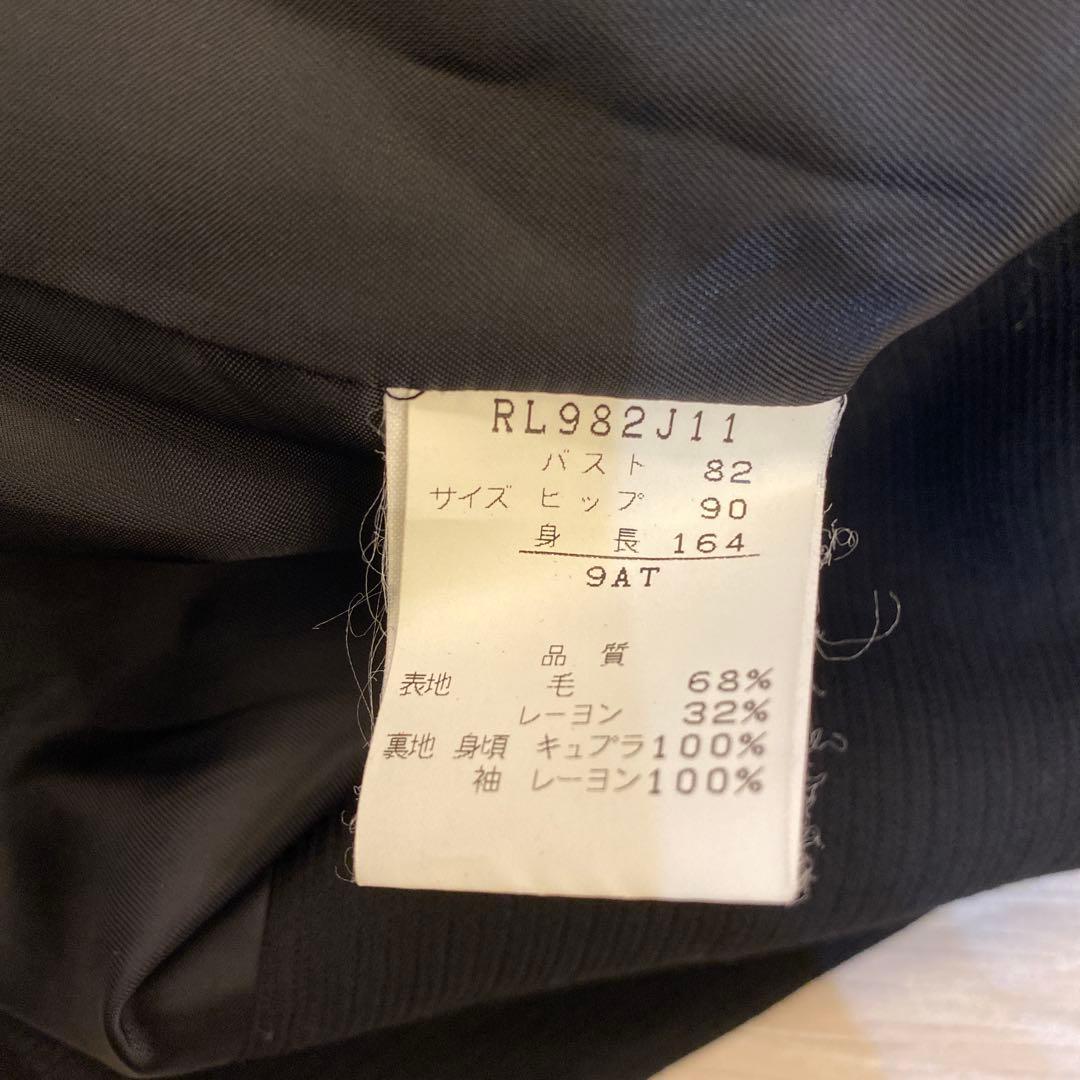 RL982J11
バスト 82
サイズ ヒップ 90
身 長 164
9AT
品 質
表地 毛 68%
レーヨン 32%
裏地 身頃 キュプラ100%
袖 レーヨン100%